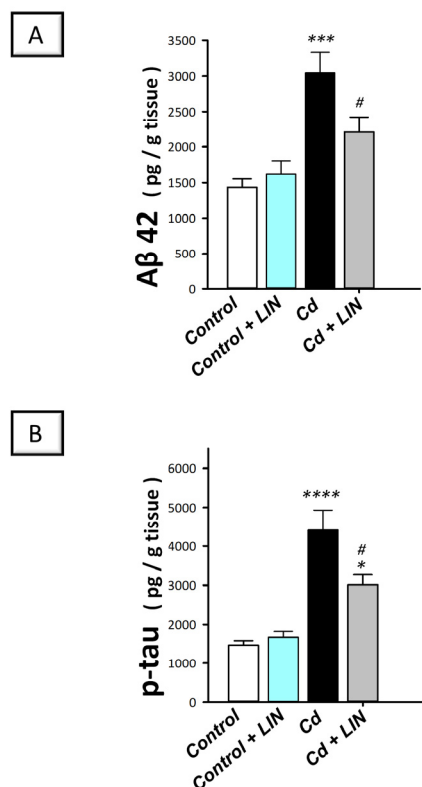 A
Aβ 42 ( pg / g tissue )
3500
3000
2500
2000
1500
1000
500
0
***
#
Control
Control + LIN
Cd
Cd + LIN
B
p-tau ( pg / g tissue )
6000
5000
4000
3000
2000
1000
0
****
#
*
Control
Control + LIN
Cd
Cd + LIN